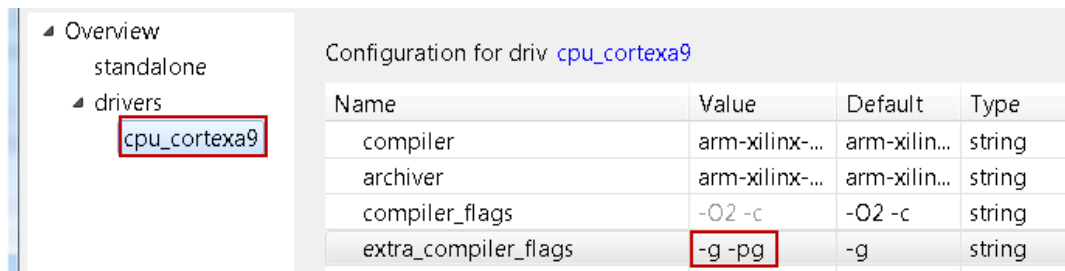 Overview
standalone
drivers
cpu_cortexa9
Configuration for driv cpu_cortexa9
Name Value Default Type
compiler arm-xilinx-... arm-xilin... string
archiver arm-xilinx-... arm-xilin... string
compiler_flags -O2 -c -O2 -c string
extra_compiler_flags -g -pg -g string